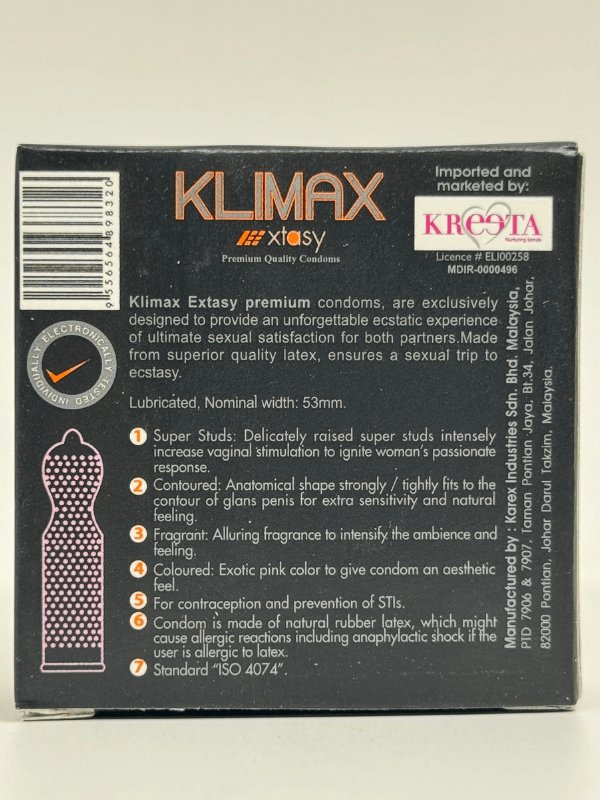 9 556564 898320
KLIMAX
xtasy
Premium Quality Condoms
Imported and
marketed by:
KREETA
Nurturing bonds
Licence # ELI00258
MDIR-0000496
INDIVIDUALLY ELECTRONICALLY TESTED
Klimax Extasy premium condoms, are exclusively
designed to provide an unforgettable ecstatic experience
of ultimate sexual satisfaction for both partners.Made
from superior quality latex, ensures a sexual trip to
ecstasy.
Lubricated, Nominal width: 53mm.
1 Super Studs: Delicately raised super studs intensely
increase vaginal stimulation to ignite woman's passionate
response.
2 Contoured: Anatomical shape strongly / tightly fits to the
contour of glans penis for extra sensitivity and natural
feeling.
3 Fragrant: Alluring fragrance to intensify the ambience and
feeling.
4 Coloured: Exotic pink color to give condom an aesthetic
feel.
5 For contraception and prevention of STIs.
6 Condom is made of natural rubber latex, which might
cause allergic reactions including anaphylactic shock if the
user is allergic to latex.
7 Standard "ISO 4074".
Manufactured by : Karex Industries Sdn. Bhd. Malaysia,
PTD 7906 & 7907, Taman Pontian Jaya, Bt.34, Jalan Johar,
82000 Pontian, Johar Darul Takzim, Malaysia.